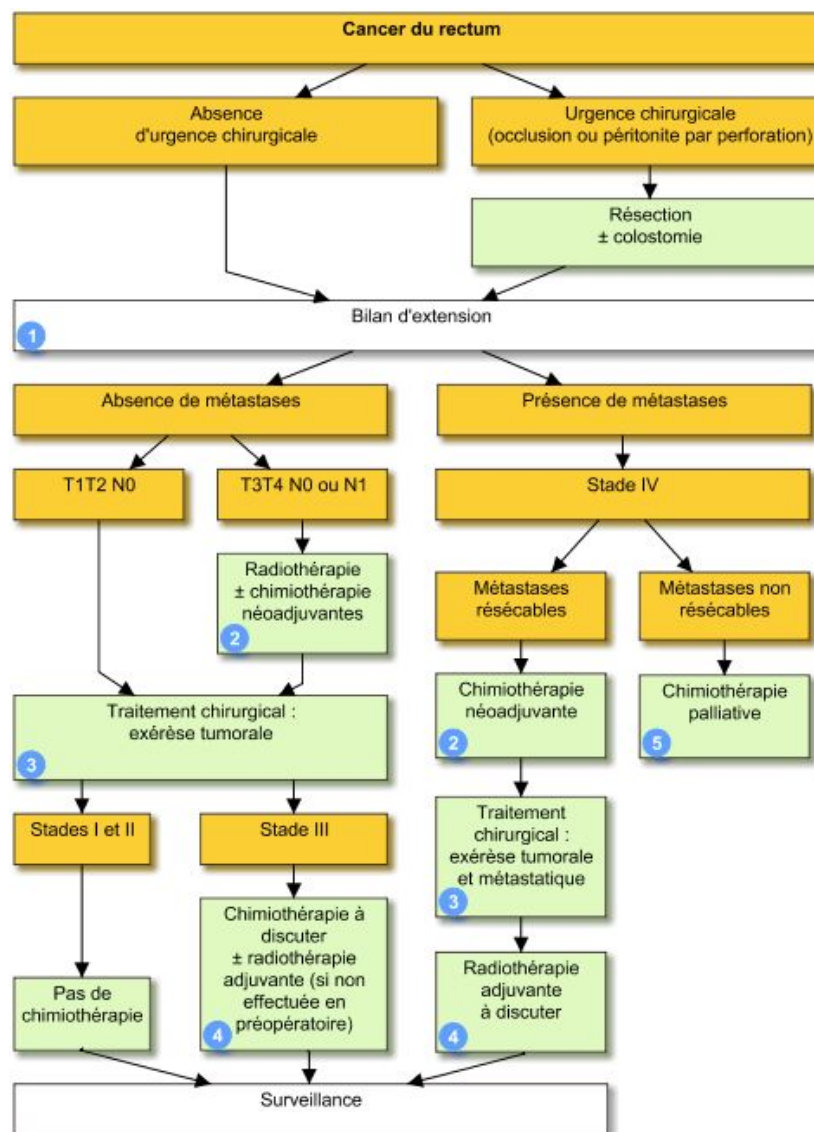 Cancer du rectum
Absence
d'urgence chirurgicale
Urgence chirurgicale
(occlusion ou péritonite par perforation)
Résection
± colostomie
Bilan d'extension
1
Absence de métastases
Présence de métastases
T1T2 N0
T3T4 N0 ou N1
Stade IV
Radiothérapie
± chimiothérapie
néoadjuvantes
2
Métastases
résécables
Métastases non
résécables
Chimiothérapie
néoadjuvante
2
Chimiothérapie
palliative
5
Traitement chirurgical :
exérèse tumorale
3
Traitement
chirurgical :
exérèse tumorale
et métastatique
3
Stades I et II
Stade III
Chimiothérapie à
discuter
± radiothérapie
adjuvante (si non
effectuée en
préopératoire)
4
Radiothérapie
adjuvante
à discuter
4
Pas de
chimiothérapie
Surveillance